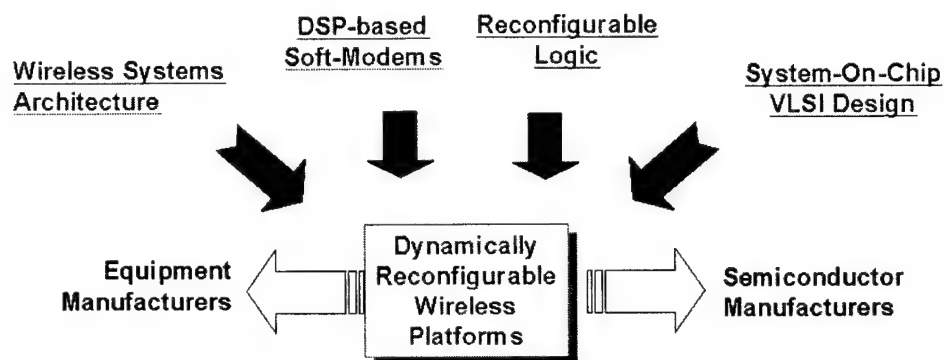 DSP-based
Soft-Modems
Reconfigurable
Logic
Wireless Systems
Architecture
System-On-Chip
VLSI Design
Equipment
Manufacturers
Dynamically
Reconfigurable
Wireless
Platforms
Semiconductor
Manufacturers